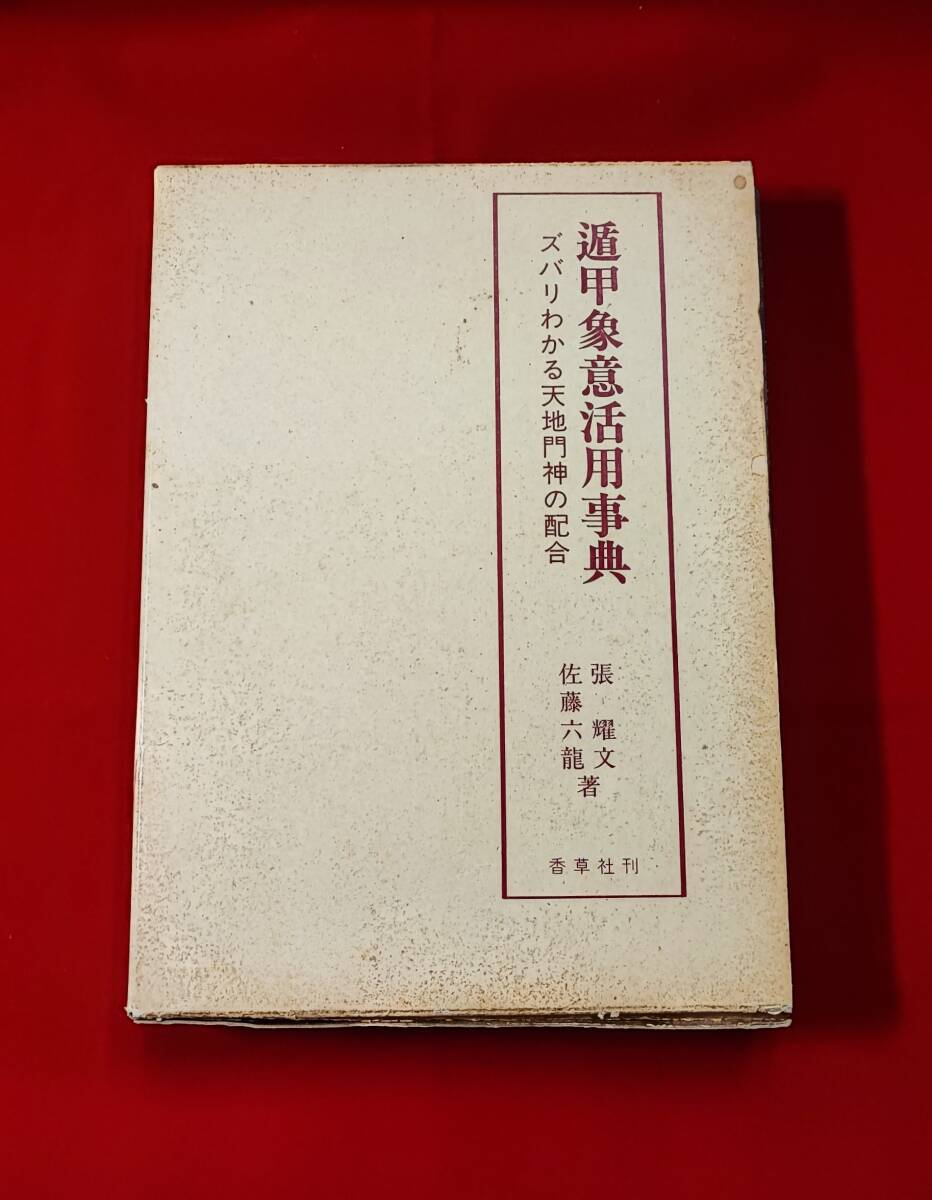 遁甲象意活用事典
ズバリわかる天地門神の配合
張耀文
佐藤六龍
著
香草社刊